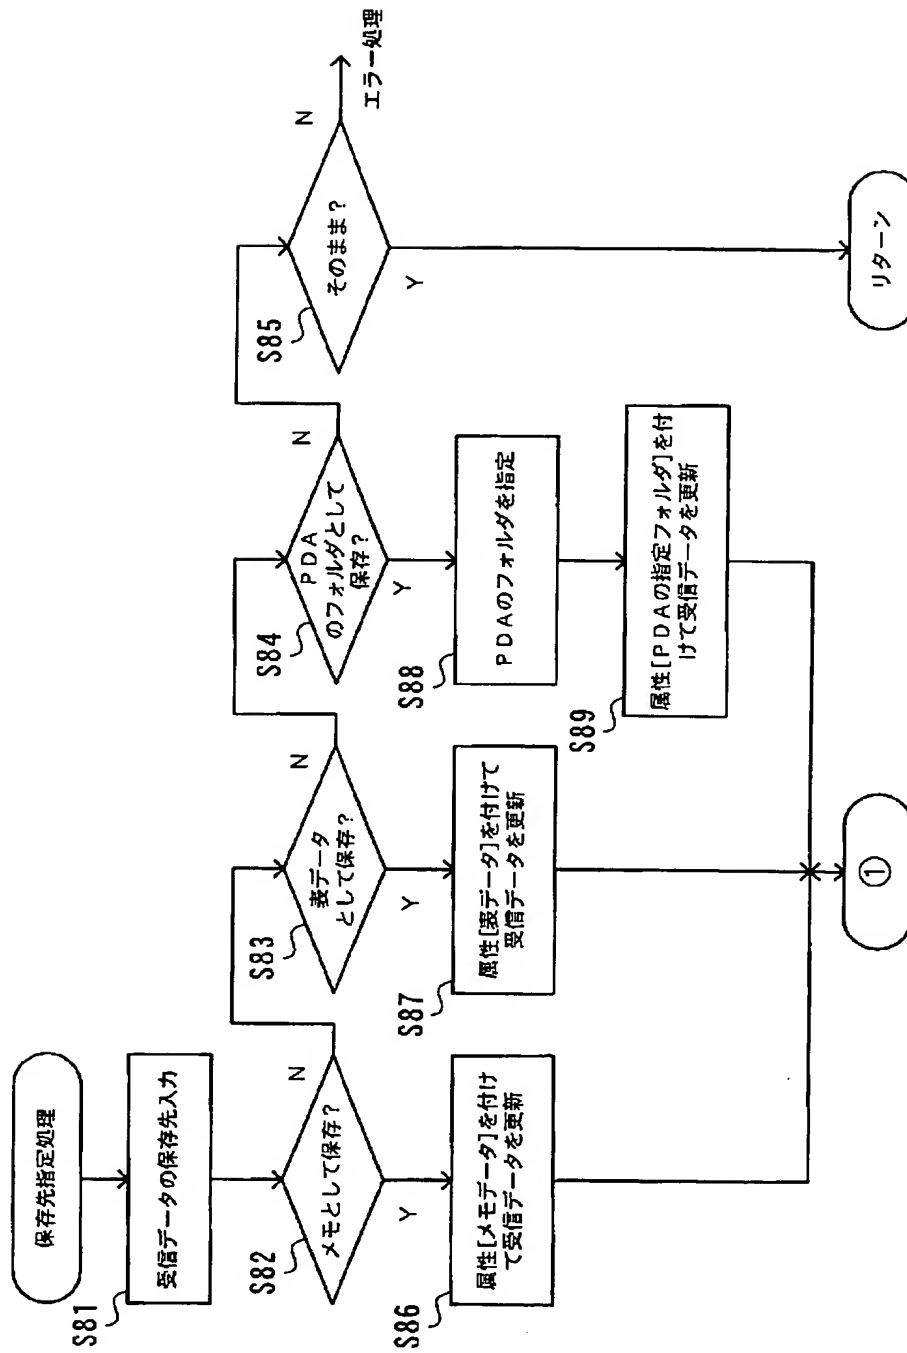 保存先指定処理
S81
受信データの保存先入力
S82
メモとして保存?
N
Y
S86
属性[メモデータ]を付け
て受信データを更新
S83
表データ
として保存?
N
Y
S87
属性[表データ]を付けて
受信データを更新
S84
PDA
のフォルダとして
保存?
N
Y
S88
PDAのフォルダを指定
S89
属性[PDAの指定フォルダ]を付
けて受信データを更新
S85
そのまま?
N
エラー処理
Y
リターン
①